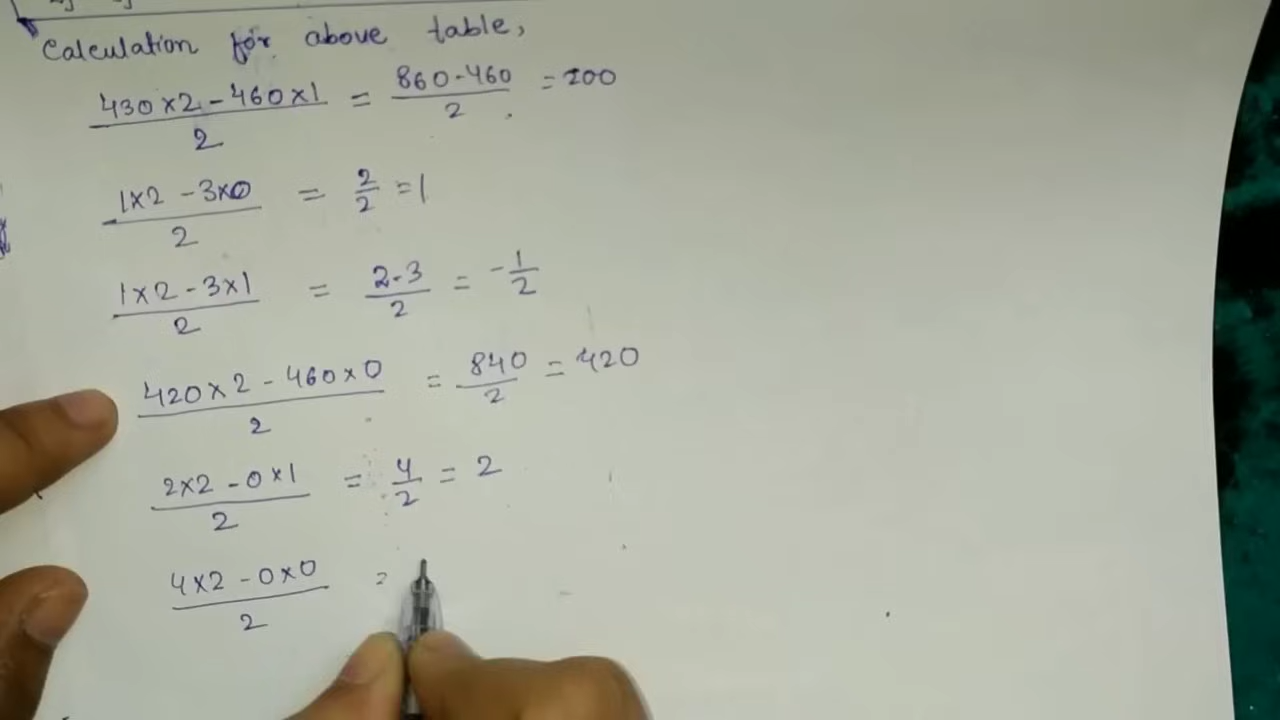 Calculation for above table,
430×2-460×1/2 = 860-460/2 = 200
1×2-3×0/2 = 2/2 = 1
1×2-3×1/2 = 2-3/2 = -1/2
420×2-460×0/2 = 840/2 = 420
2×2-0×1/2 = 4/2 = 2
4×2-0×0/2 =